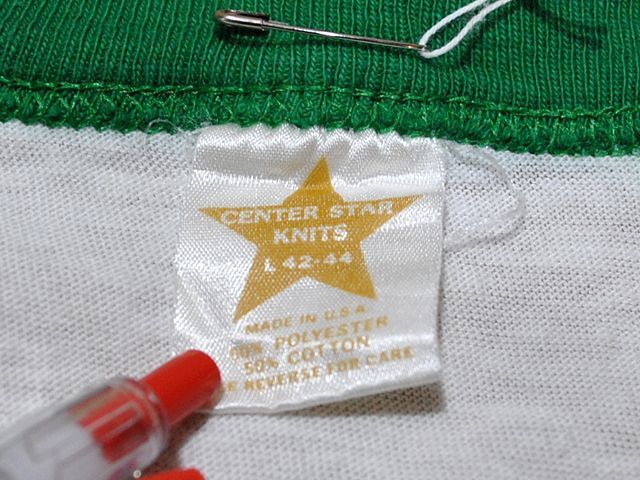 CENTER STAR
KNITS
L 42-44
MADE IN U.S.A.
POLYESTER
50% COTTON
REVERSE FOR CARE